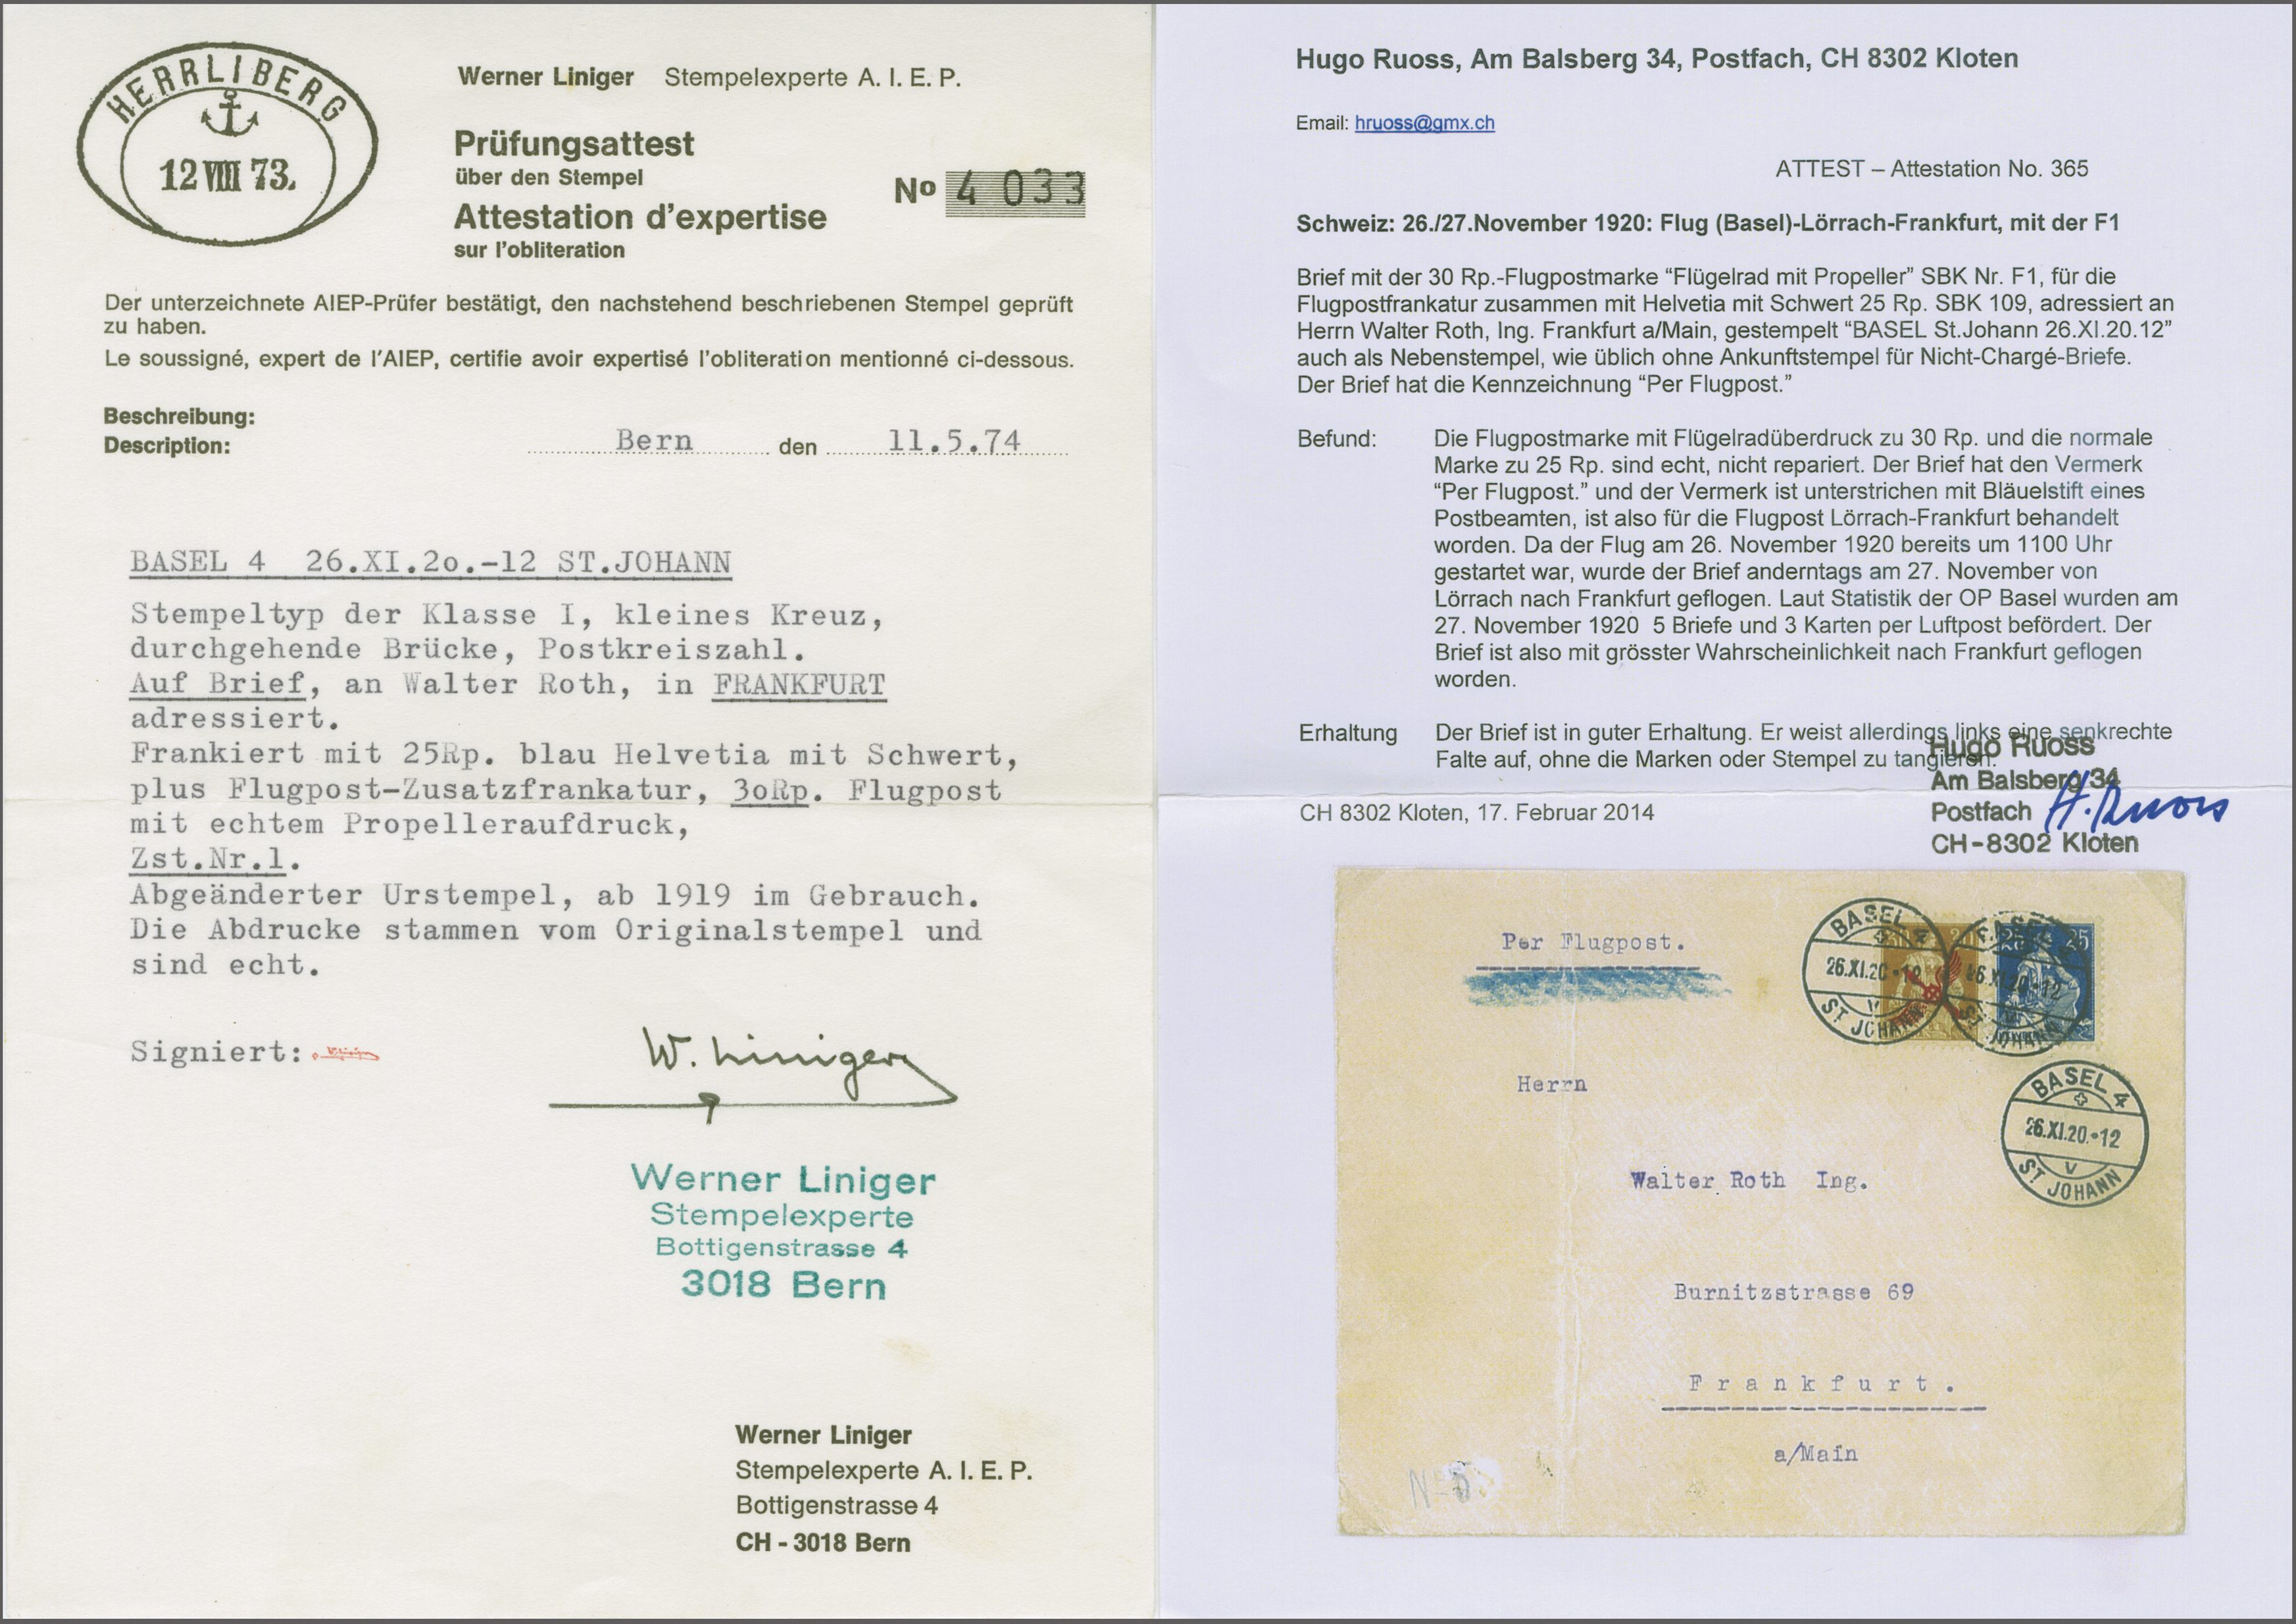 HERRLIBERG
12 VIII 73.
Werner Liniger Stempelexperte A. I. E. P.
Prüfungsattest
über den Stempel
Attestation d'expertise
sur l'obliteration
No 4 033
Der unterzeichnete AIEP-Prüfer bestätigt, den nachstehend beschriebenen Stempel geprüft
zu haben.
Le soussigné, expert de l'AIEP, certifie avoir expertisé l'obliteration mentionné ci-dessous.
Beschreibung:
Description:
Bern den 11.5.74
BASEL 4 26.XI.2o.-12 ST.JOHANN
Stempeltyp der Klasse I, kleines Kreuz,
durchgehende Brücke, Postkreiszahl.
Auf Brief, an Walter Roth, in FRANKFURT
adressiert.
Frankiert mit 25Rp. blau Helvetia mit Schwert,
plus Flugpost-Zusatzfrankatur, 3oRp. Flugpost
mit echtem Propelleraufdruck,
Zst.Nr.1.
Abgeänderter Urstempel, ab 1919 im Gebrauch.
Die Abdrucke stammen vom Originalstempel und
sind echt.
Signiert:
W. Liniger
Werner Liniger
Stempelexperte
Bottigenstrasse 4
3018 Bern
Werner Liniger
Stempelexperte A. I. E. P.
Bottigenstrasse 4
CH - 3018 Bern
Hugo Ruoss, Am Balsberg 34, Postfach, CH 8302 Kloten
Email: hruoss@gmx.ch
ATTEST – Attestation No. 365
Schweiz: 26./27.November 1920: Flug (Basel)-Lörrach-Frankfurt, mit der F1
Brief mit der 30 Rp.-Flugpostmarke “Flügelrad mit Propeller” SBK Nr. F1, für die
Flugpostfrankatur zusammen mit Helvetia mit Schwert 25 Rp. SBK 109, adressiert an
Herrn Walter Roth, Ing. Frankfurt a/Main, gestempelt “BASEL St.Johann 26.XI.20.12”
auch als Nebenstempel, wie üblich ohne Ankunftstempel für Nicht-Chargé-Briefe.
Der Brief hat die Kennzeichnung “Per Flugpost.”
Befund: Die Flugpostmarke mit Flügelradüberdruck zu 30 Rp. und die normale
Marke zu 25 Rp. sind echt, nicht repariert. Der Brief hat den Vermerk
“Per Flugpost.” und der Vermerk ist unterstrichen mit Bläuelstift eines
Postbeamten, ist also für die Flugpost Lörrach-Frankfurt behandelt
worden. Da der Flug am 26. November 1920 bereits um 1100 Uhr
gestartet war, wurde der Brief anderntags am 27. November von
Lörrach nach Frankfurt geflogen. Laut Statistik der OP Basel wurden am
27. November 1920 5 Briefe und 3 Karten per Luftpost befördert. Der
Brief ist also mit grösster Wahrscheinlichkeit nach Frankfurt geflogen
worden.
Erhaltung Der Brief ist in guter Erhaltung. Er weist allerdings links eine senkrechte
Falte auf, ohne die Marken oder Stempel zu tangieren.
Hugo Ruoss
Am Balsberg 34
Postfach
CH-8302 Kloten
H. Ruoss
CH 8302 Kloten, 17. Februar 2014
Per Flugpost.
BASEL 4
26.XI.20-12
ST JOHANN
25
BASEL 4
26.XI.20-12
V
ST JOHANN
Herrn
Walter Roth Ing.
Burnitzstrasse 69
Frankfurt.
a/Main